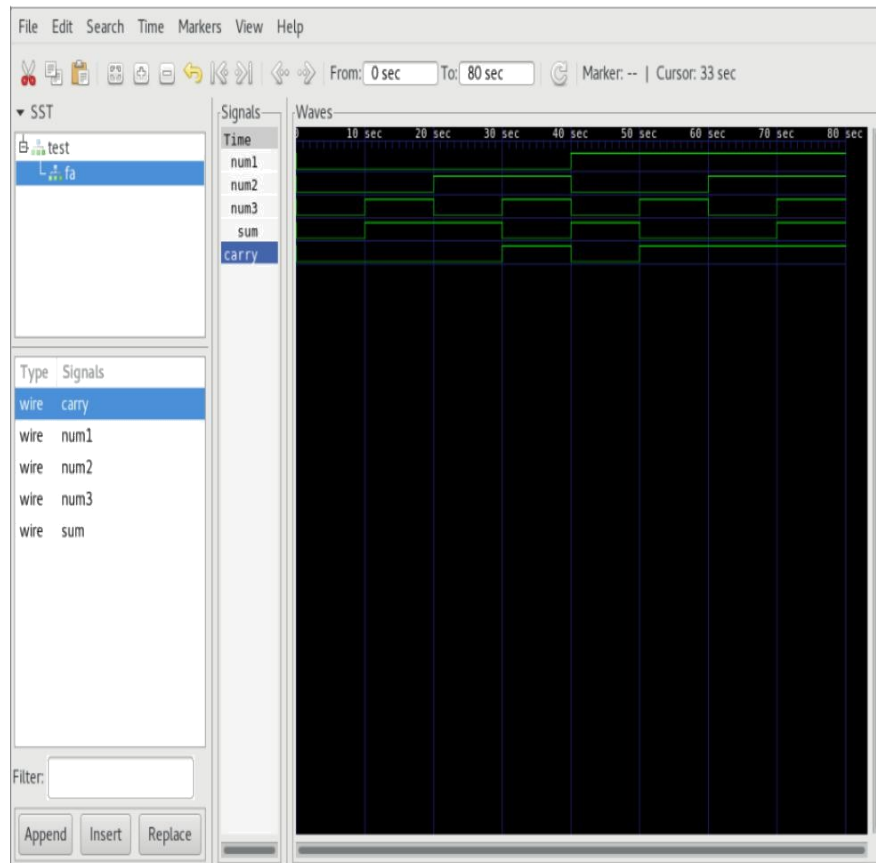 File Edit Search Time Markers View Help
From: 0 sec To: 80 sec Marker: -- | Cursor: 33 sec
SST
test
fa
Type Signals
wire carry
wire num1
wire num2
wire num3
wire sum
Filter:
Append Insert Replace
Signals
Time
num1
num2
num3
sum
carry
Waves
0 10 sec 20 sec 30 sec 40 sec 50 sec 60 sec 70 sec 80 sec